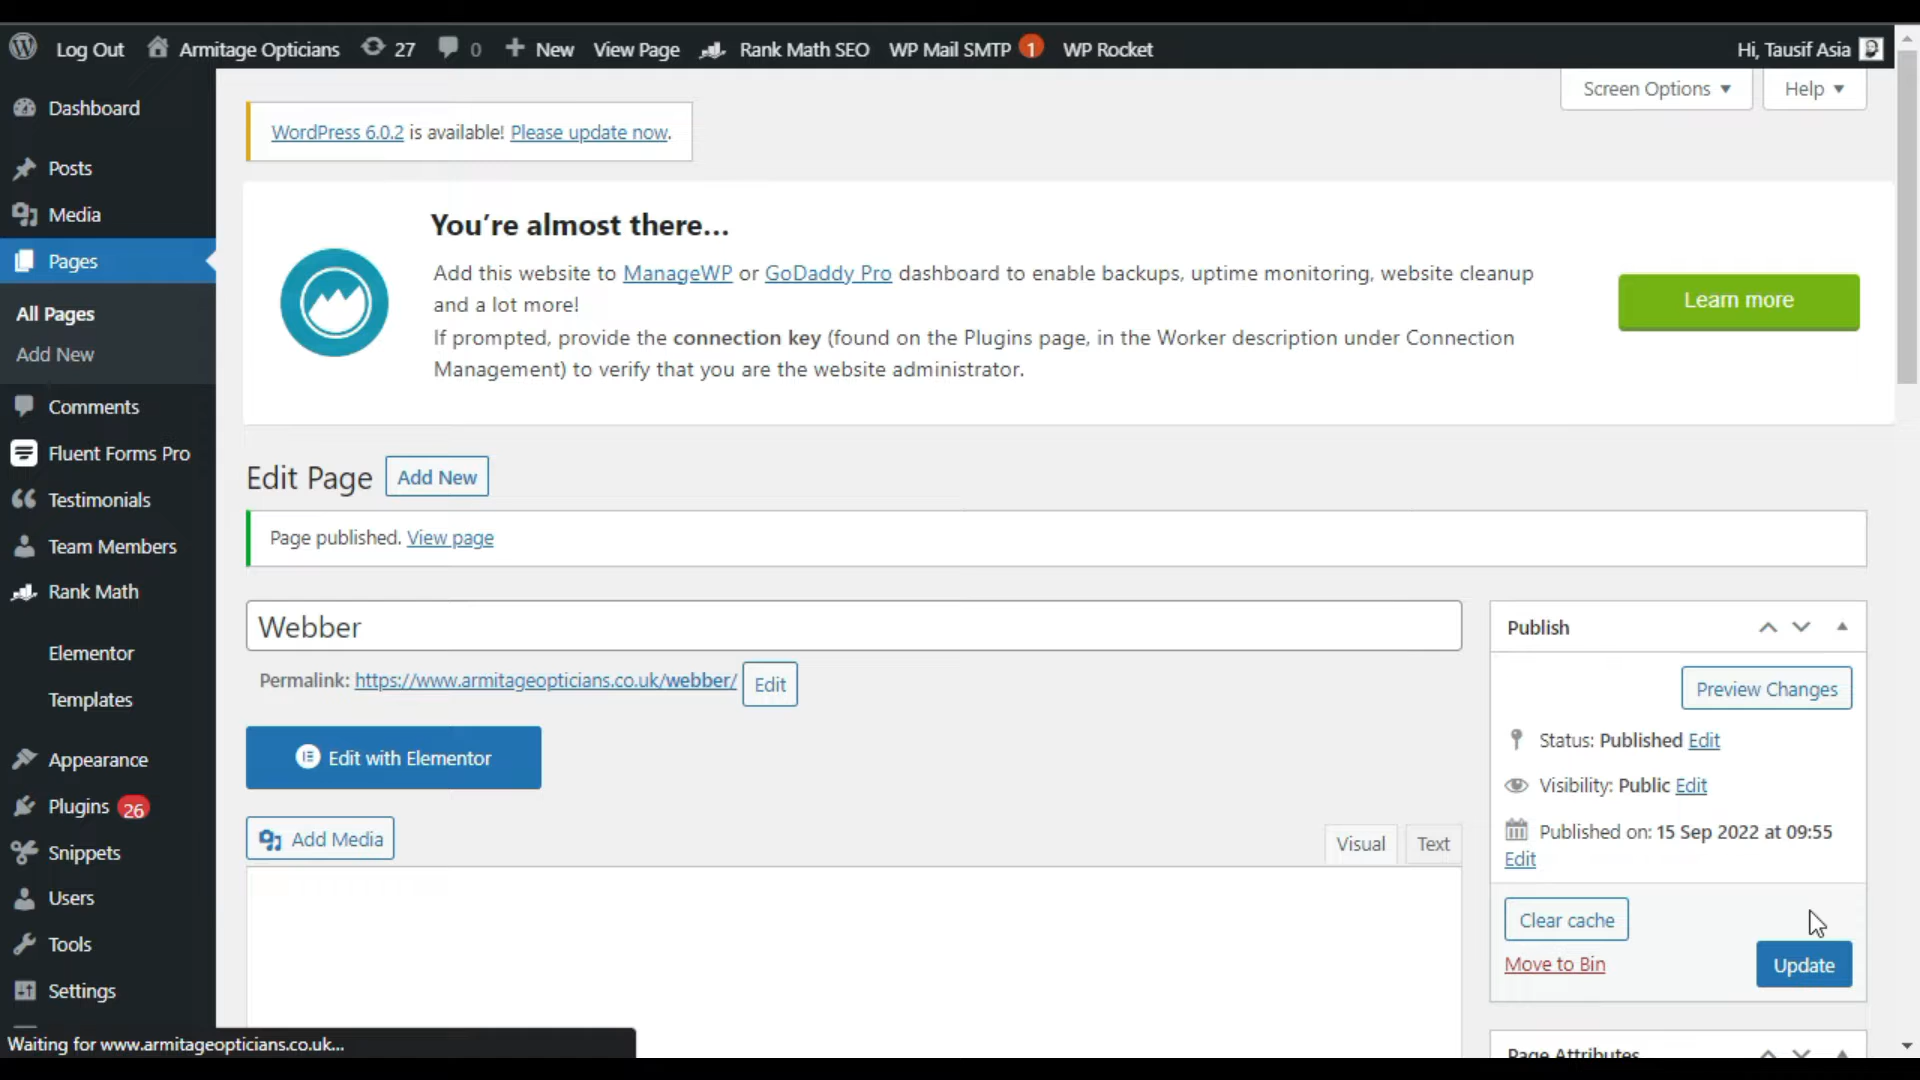 Log Out Armitage Opticians 27 0 New View Page Rank Math SEO WP Mail SMTP 1 WP Rocket Hi, Tausif Asia
Screen Options ▼ Help ▼
Dashboard
Posts
Media
Pages
All Pages
Add New
Comments
Fluent Forms Pro
Testimonials
Team Members
Rank Math
Elementor
Templates
Appearance
Plugins 26
Snippets
Users
Tools
Settings
WordPress 6.0.2 is available! Please update now.
You’re almost there…
Add this website to ManageWP or GoDaddy Pro dashboard to enable backups, uptime monitoring, website cleanup
and a lot more!
If prompted, provide the connection key (found on the Plugins page, in the Worker description under Connection
Management) to verify that you are the website administrator.
Learn more
Edit Page Add New
Page published. View page
Webber
Permalink: https://www.armitageopticians.co.uk/webber/ Edit
Edit with Elementor
Add Media
Visual Text
Publish
Preview Changes
Status: Published Edit
Visibility: Public Edit
Published on: 15 Sep 2022 at 09:55
Edit
Clear cache
Move to Bin
Update
Page Attributes
Waiting for www.armitageopticians.co.uk...